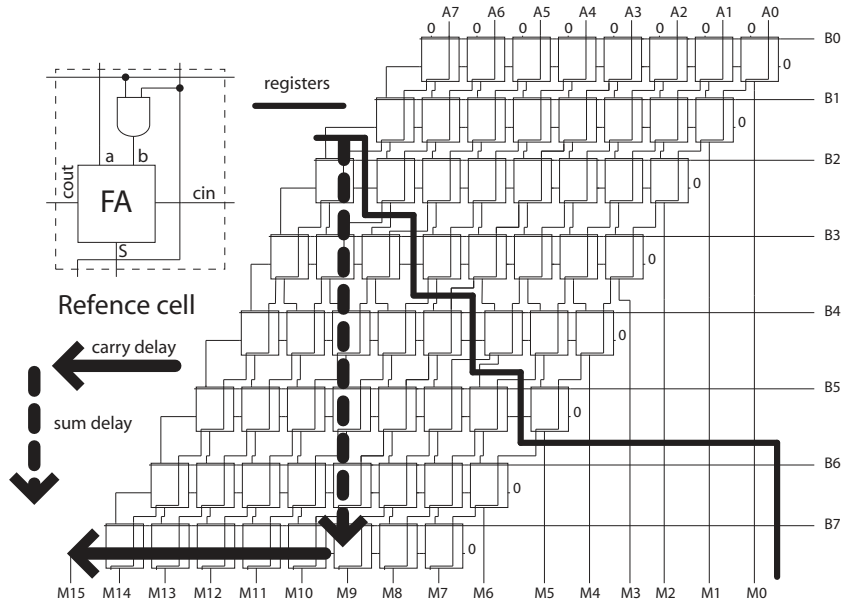 A7 A6 A5 A4 A3 A2 A1 A0
0 0 0 0 0 0 0 0
B0
0
registers
B1
0
a b
B2
cout
FA
cin
0
S
B3
0
Refence cell
B4
carry delay
0
B5
sum delay
0
B6
0
B7
0
M15 M14 M13 M12 M11 M10 M9 M8 M7 M6 M5 M4 M3 M2 M1 M0